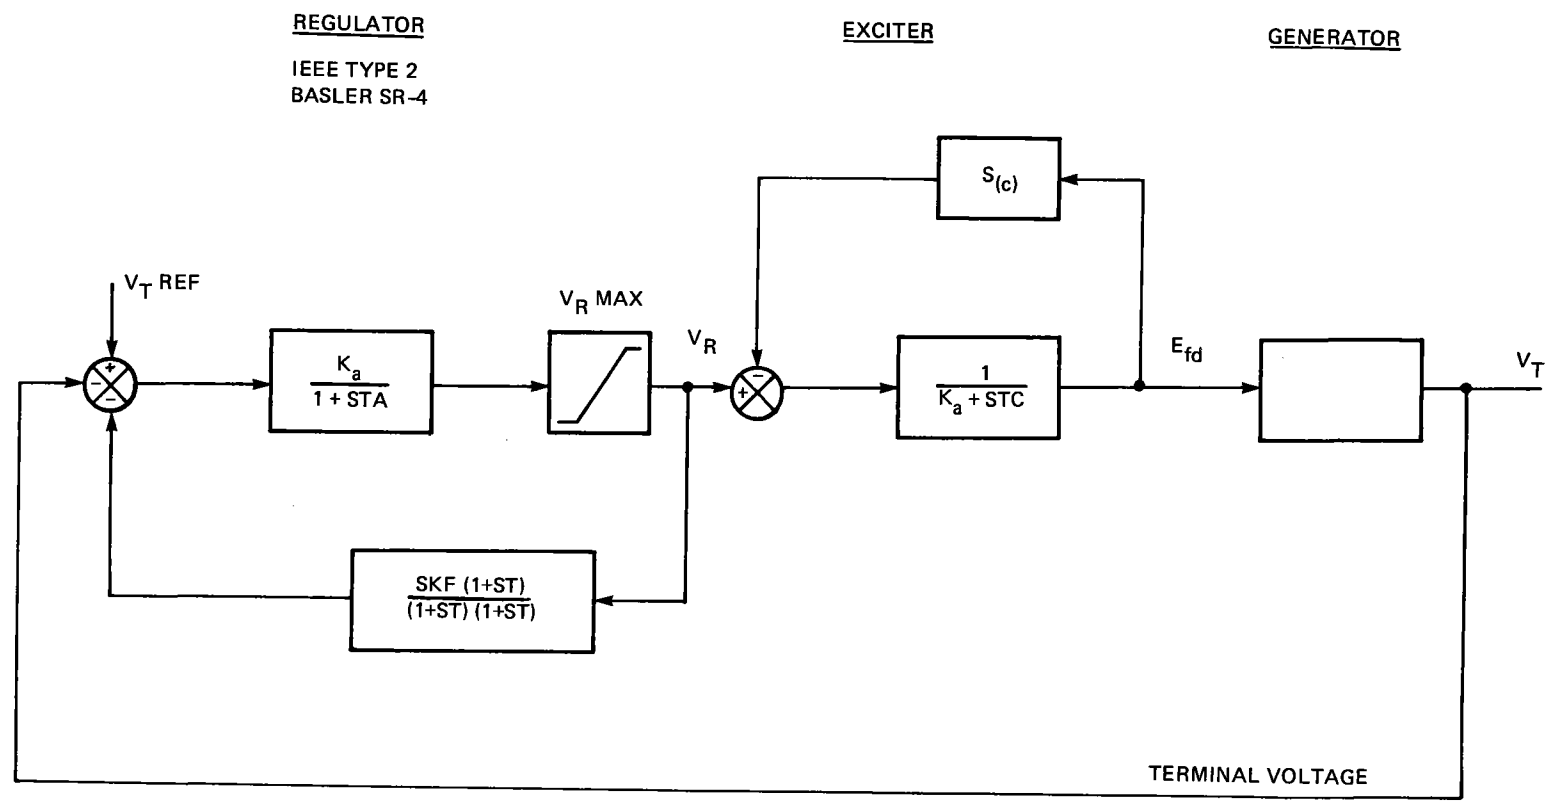 REGULATOR
EXCITER
GENERATOR
IEEE TYPE 2
BASLER SR-4
S(c)
VT REF
VR MAX
VR
Efd
VT
+
-
-
Ka
1 + STA
-
+
1
Ka + STC
SKF (1+ST)
(1+ST) (1+ST)
TERMINAL VOLTAGE